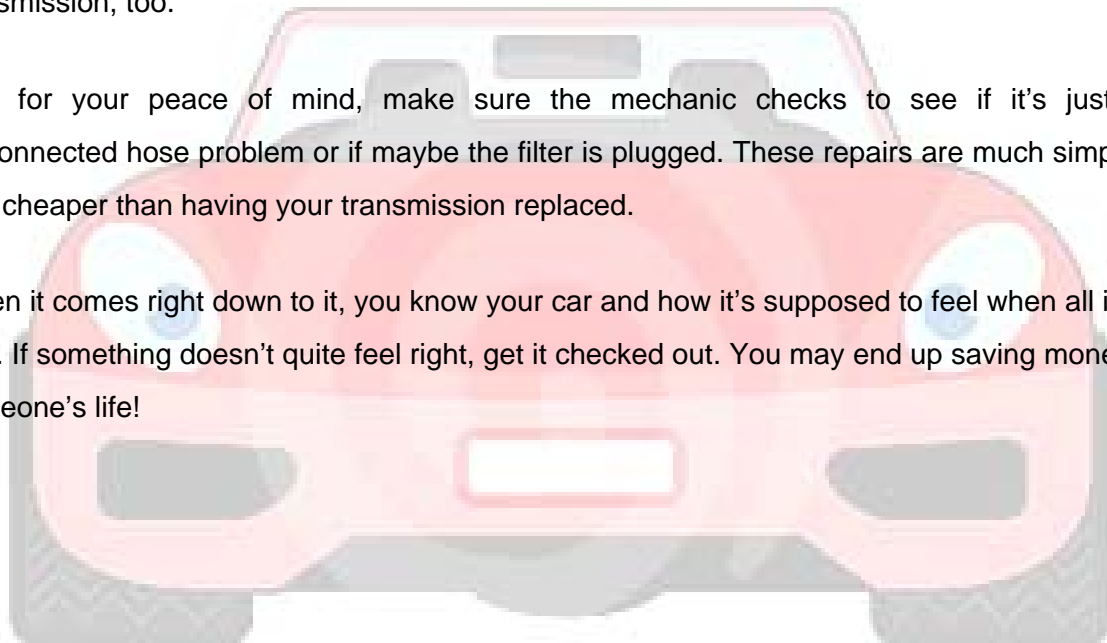 smission, too.
for your peace of mind, make sure the mechanic checks to see if it's just
onnected hose problem or if maybe the filter is plugged. These repairs are much simp
cheaper than having your transmission replaced.
en it comes right down to it, you know your car and how it's supposed to feel when all i
. If something doesn't quite feel right, get it checked out. You may end up saving mone
eone's life!